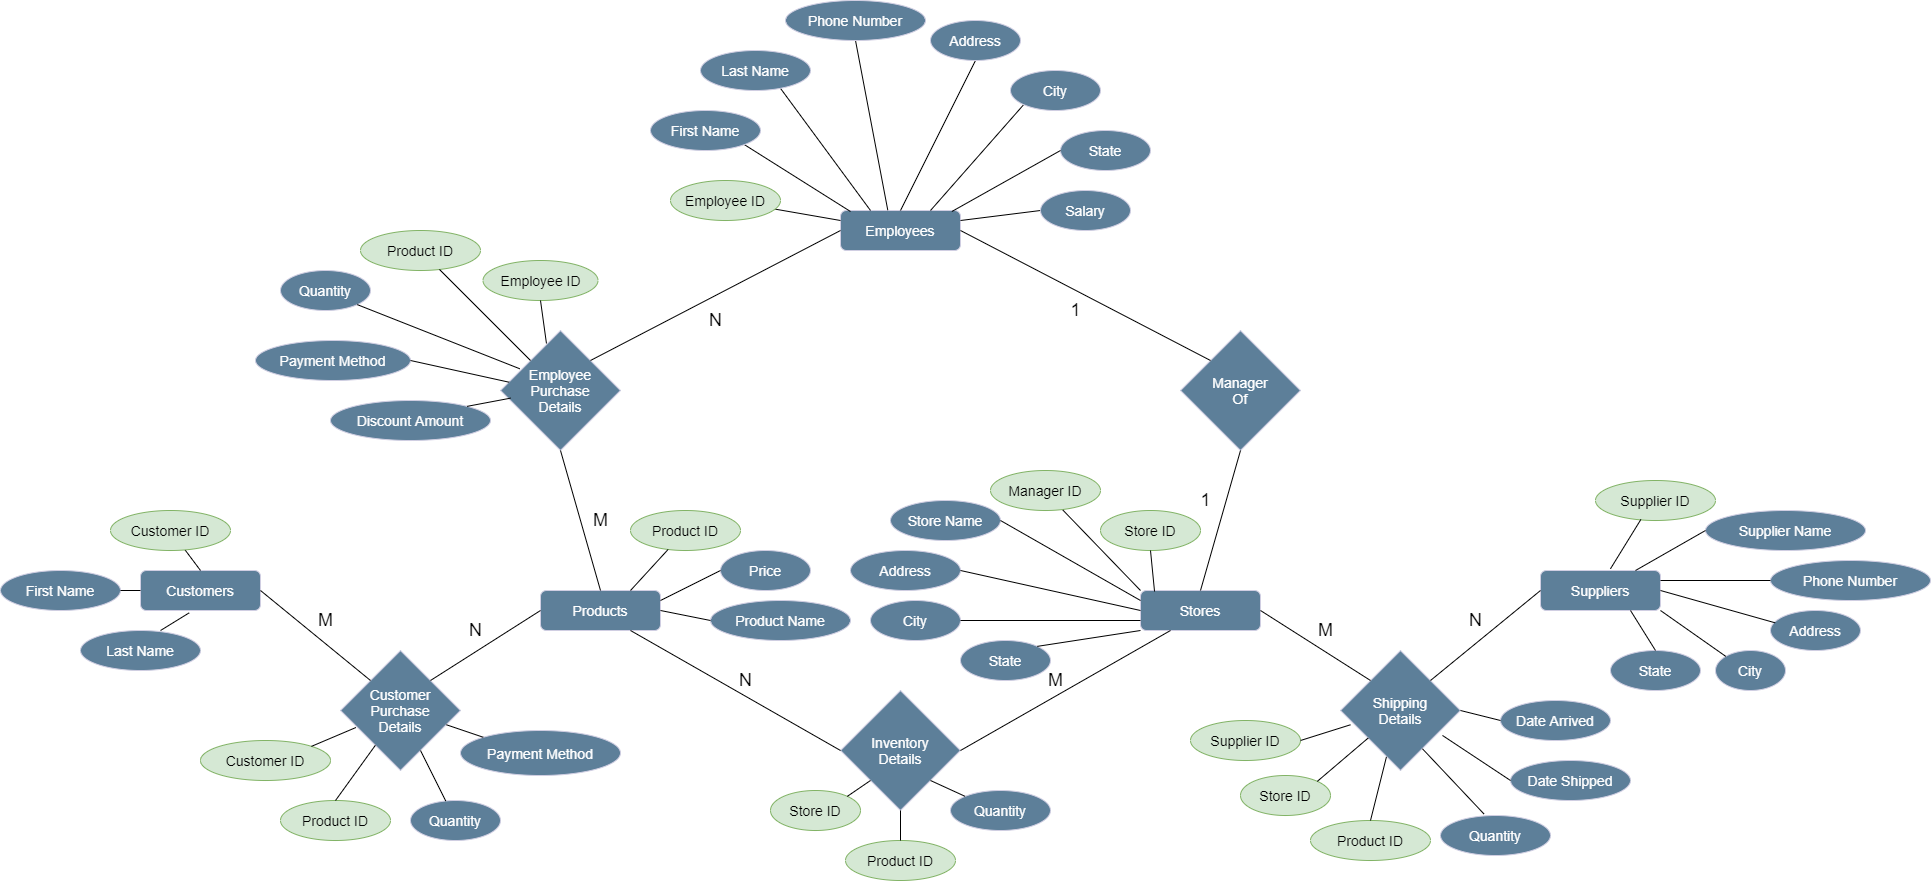 Phone Number
Address
Last Name
City
First Name
State
Employee ID
Salary
Employees
Product ID
Employee ID
Quantity
N
1
Payment Method
Employee
Purchase
Details
Manager
Of
Discount Amount
Manager ID
Supplier ID
Store Name
1
M
Customer ID
Product ID
Store ID
Supplier Name
First Name
Customers
Price
Address
Suppliers
Phone Number
Products
Stores
Product Name
City
M
N
M
N
Address
Last Name
State
State
City
N
M
Customer
Purchase
Details
Shipping
Details
Date Arrived
Supplier ID
Inventory
Details
Payment Method
Customer ID
Date Shipped
Store ID
Store ID
Quantity
Product ID
Quantity
Product ID
Quantity
Product ID